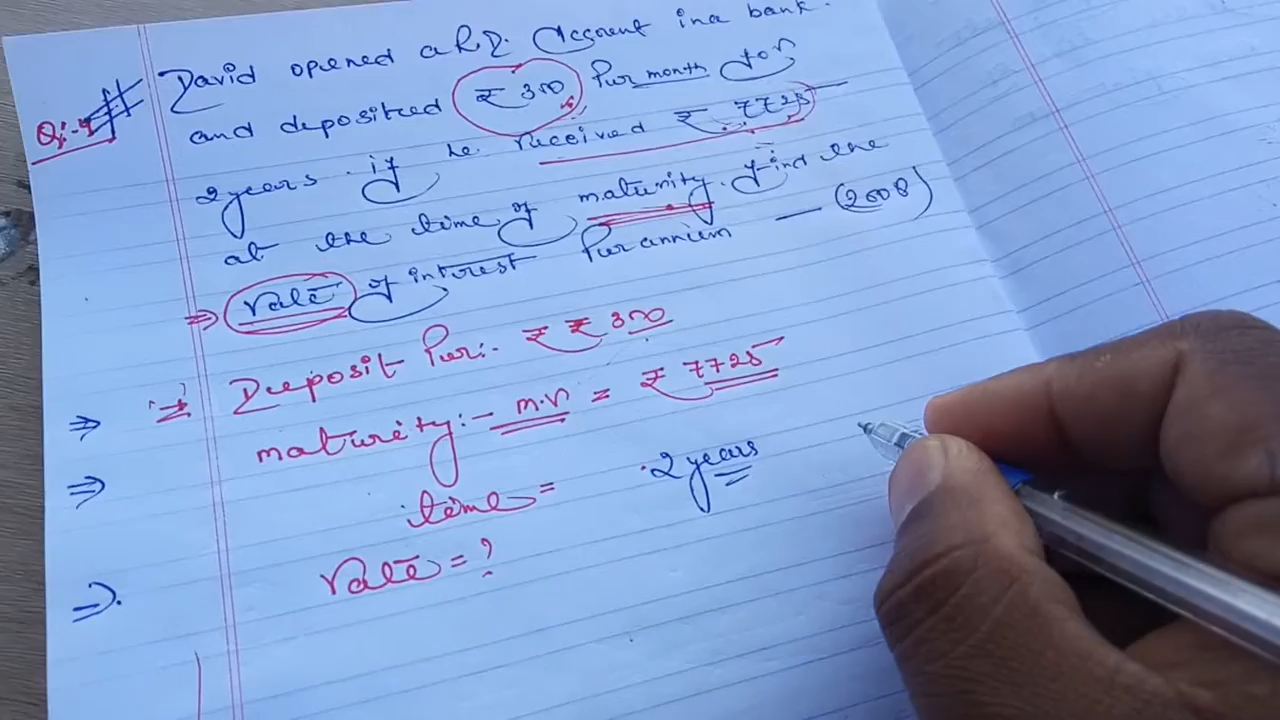 Q:-4 David opened a R.D. Account in a bank.
and deposited ₹ 300 Per month for
2 years . if he received ₹ 7725
at the time of maturity. find the
⇒ rate of interest Per annum — (2008)
⇒ Deeposit Per:- ₹ ₹ 300
⇒ maturity:- m.v = ₹ 7725
time = 2 years
⇒. rate = ?